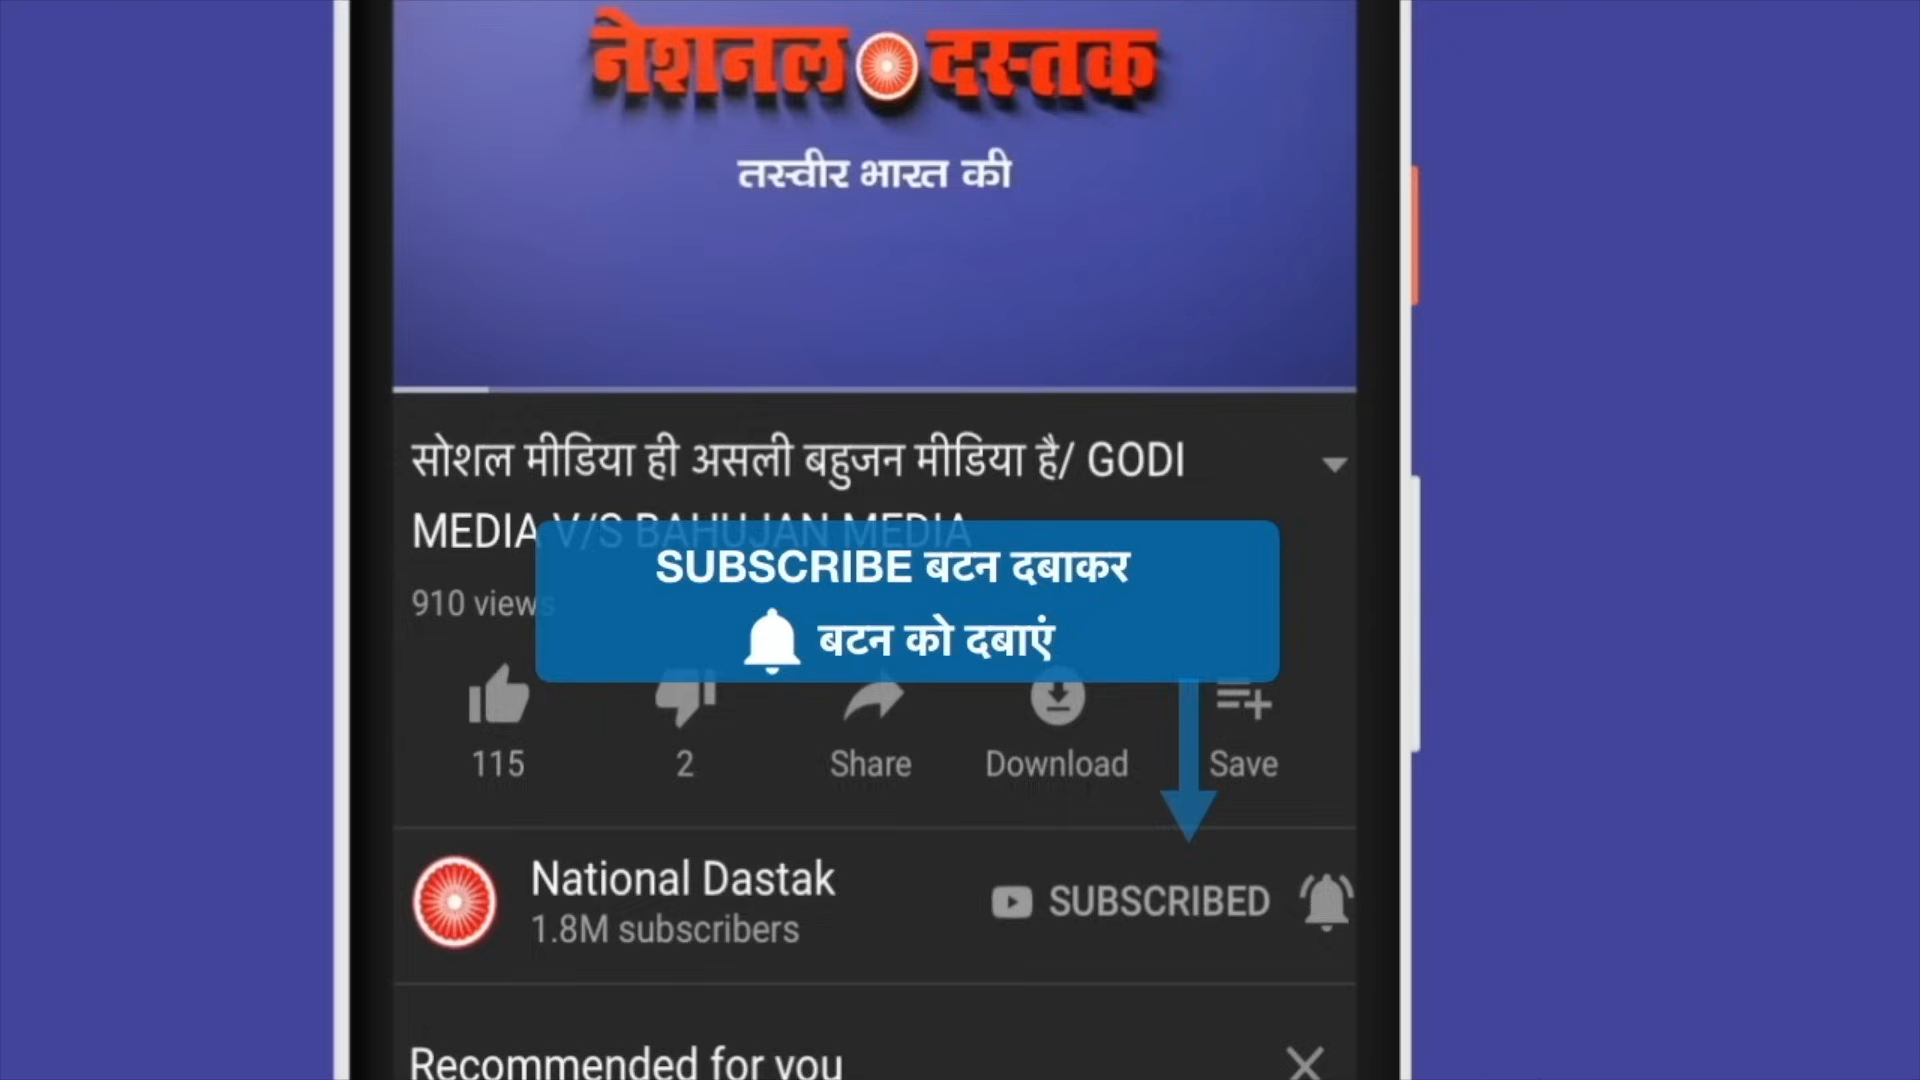 नेशनल दस्तक
तस्वीर भारत की
सोशल मीडिया ही असली बहुजन मीडिया है/ GODI
MEDIA V/S BAHUJAN MEDIA
910 views
SUBSCRIBE बटन दबाकर
बटन को दबाएं
115
2
Share
Download
Save
National Dastak
1.8M subscribers
SUBSCRIBED
Recommended for you